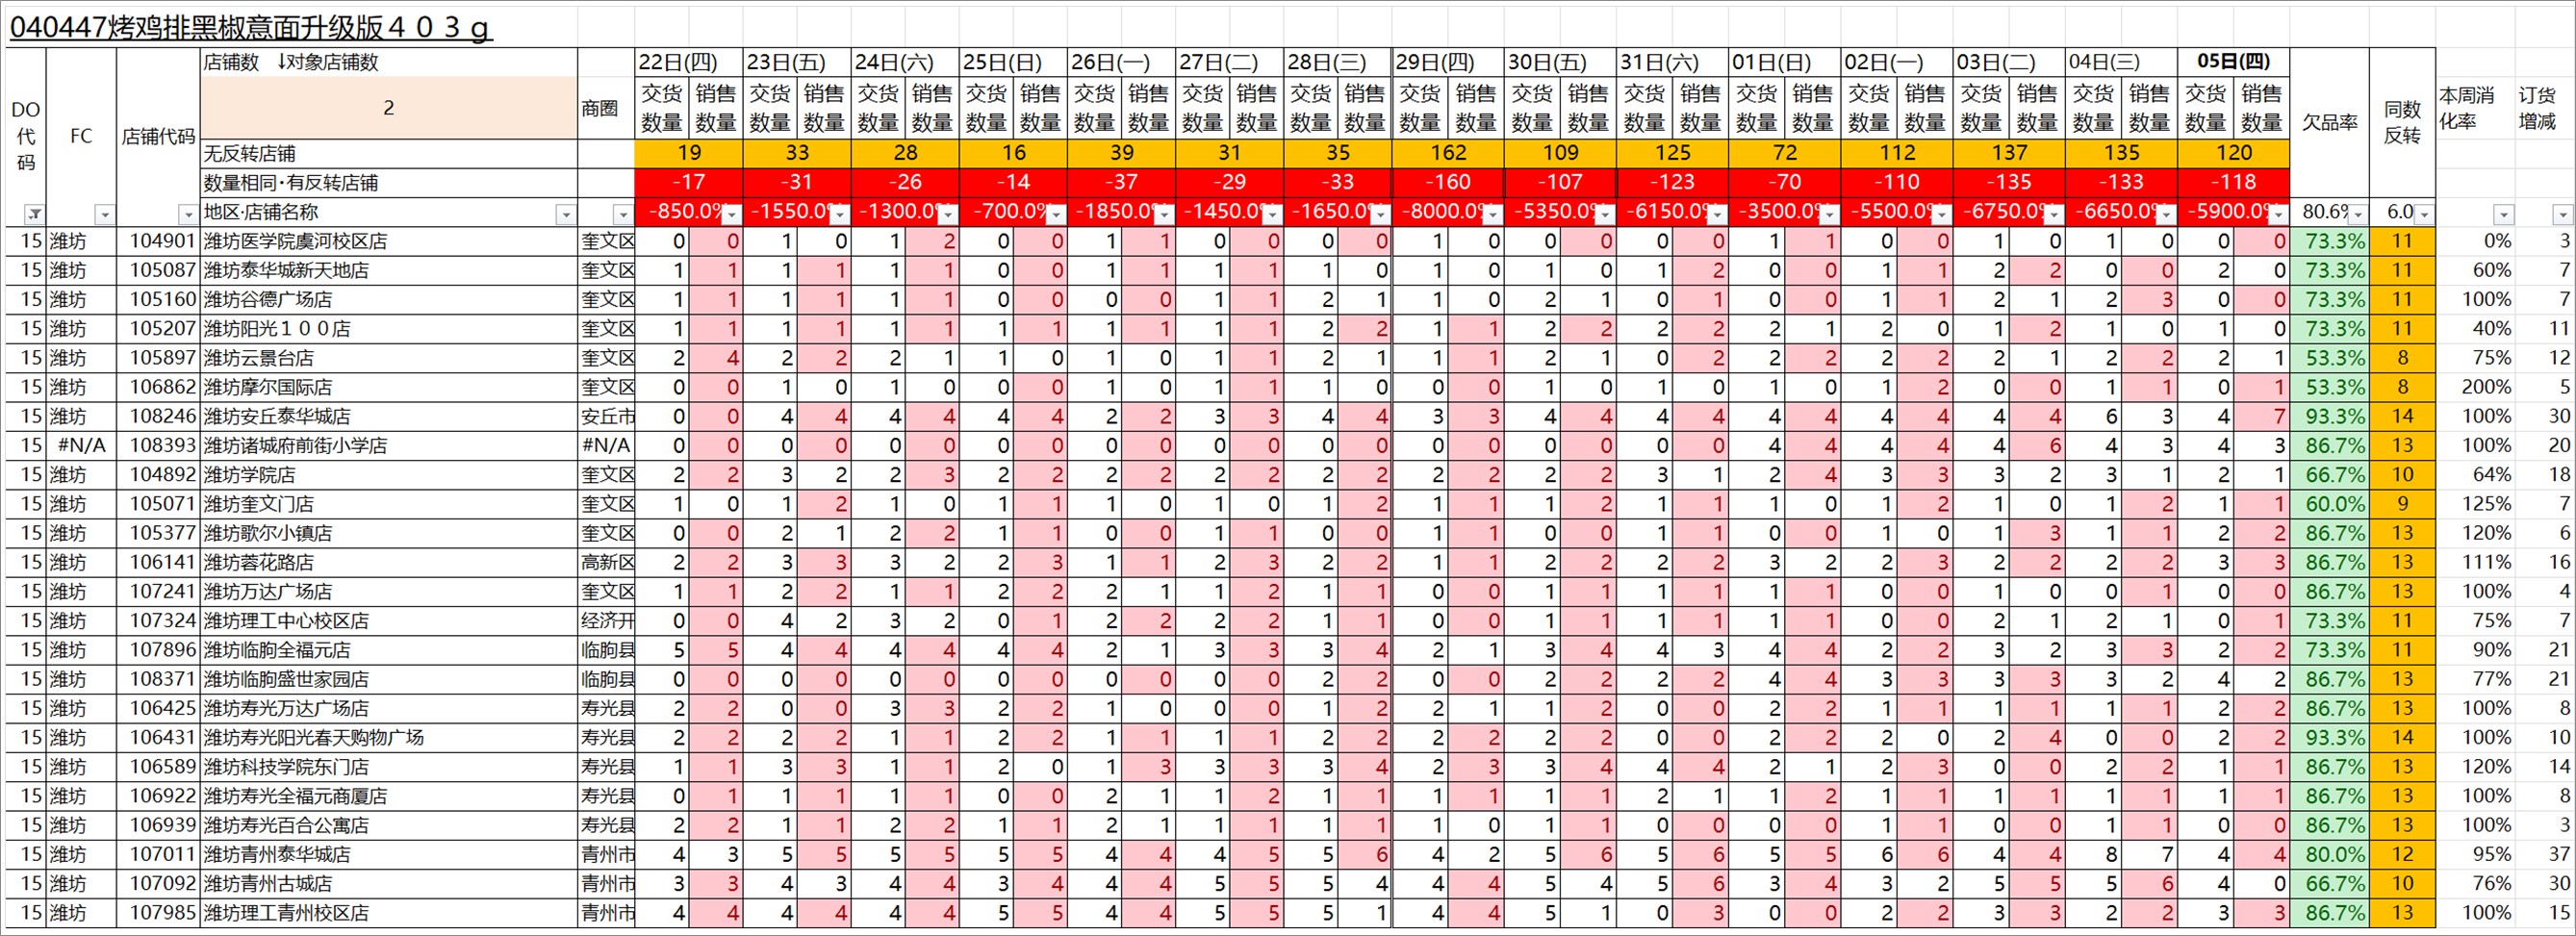 040447烤鸡排黑椒意面升级版４０３ｇ
DO代码 FC 店铺代码 店铺数 ↓对象店铺数 商圈 22日(四) 23日(五) 24日(六) 25日(日) 26日(一) 27日(二) 28日(三) 29日(四) 30日(五) 31日(六) 01日(日) 02日(一) 03日(二) 04日(三) 05日(四) 欠品率 同数反转 本周消化率 订货增减
2 交货数量 销售数量 交货数量 销售数量 交货数量 销售数量 交货数量 销售数量 交货数量 销售数量 交货数量 销售数量 交货数量 销售数量 交货数量 销售数量 交货数量 销售数量 交货数量 销售数量 交货数量 销售数量 交货数量 销售数量 交货数量 销售数量 交货数量 销售数量 交货数量 销售数量
无反转店铺 19 33 28 16 39 31 35 162 109 125 72 112 137 135 120
数量相同·有反转店铺 -17 -31 -26 -14 -37 -29 -33 -160 -107 -123 -70 -110 -135 -133 -118
地区·店铺名称 -850.0% -1550.0% -1300.0% -700.0% -1850.0% -1450.0% -1650.0% -8000.0% -5350.0% -6150.0% -3500.0% -5500.0% -6750.0% -6650.0% -5900.0% 80.6% 6.0
15 潍坊 104901 潍坊医学院虞河校区店 奎文区 0 0 1 0 1 2 0 0 1 1 0 0 0 0 1 0 0 0 0 0 1 1 0 0 1 0 1 0 0 0 73.3% 11 0% 3
15 潍坊 105087 潍坊泰华城新天地店 奎文区 1 1 1 1 1 1 0 0 1 1 1 1 1 0 1 0 1 0 1 2 0 0 1 1 2 2 0 0 2 0 73.3% 11 60% 7
15 潍坊 105160 潍坊谷德广场店 奎文区 1 1 1 1 1 1 0 0 0 0 1 1 2 1 1 0 2 1 0 1 0 0 1 1 2 1 2 3 0 0 73.3% 11 100% 7
15 潍坊 105207 潍坊阳光１００店 奎文区 1 1 1 1 1 1 1 1 1 1 1 1 2 2 1 1 2 2 2 2 2 1 2 0 1 2 1 0 1 0 73.3% 11 40% 11
15 潍坊 105897 潍坊云景台店 奎文区 2 4 2 2 2 1 1 0 1 0 1 1 2 1 1 1 2 1 0 2 2 2 2 2 2 1 2 2 2 1 53.3% 8 75% 12
15 潍坊 106862 潍坊摩尔国际店 奎文区 0 0 1 0 1 0 0 0 1 0 1 1 1 0 0 0 1 0 1 0 1 0 1 2 0 0 1 1 0 1 53.3% 8 200% 5
15 潍坊 108246 潍坊安丘泰华城店 安丘市 0 0 4 4 4 4 4 4 2 2 3 3 4 4 3 3 4 4 4 4 4 4 4 4 4 4 6 3 4 7 93.3% 14 100% 30
15 #N/A 108393 潍坊诸城府前街小学店 #N/A 0 0 0 0 0 0 0 0 0 0 0 0 0 0 0 0 0 0 0 0 4 4 4 4 4 6 4 3 4 3 86.7% 13 100% 20
15 潍坊 104892 潍坊学院店 奎文区 2 2 3 2 2 3 2 2 2 2 2 2 2 2 2 2 2 2 3 1 2 4 3 3 3 2 3 1 2 1 66.7% 10 64% 18
15 潍坊 105071 潍坊奎文门店 奎文区 1 0 1 2 1 0 1 1 1 0 1 0 1 2 1 1 1 2 1 1 1 0 1 2 1 0 1 2 1 1 60.0% 9 125% 7
15 潍坊 105377 潍坊歌尔小镇店 奎文区 0 0 2 1 2 2 1 1 0 0 1 1 0 0 1 1 0 0 1 1 0 0 1 0 1 3 1 1 2 2 86.7% 13 120% 6
15 潍坊 106141 潍坊蓉花路店 高新区 2 2 3 3 3 2 2 3 1 1 2 3 2 2 1 1 2 2 2 2 3 2 2 3 2 2 2 2 3 3 86.7% 13 111% 16
15 潍坊 107241 潍坊万达广场店 奎文区 1 1 2 2 1 1 2 2 2 1 1 2 1 1 0 0 1 1 1 1 1 1 0 0 1 0 0 1 0 0 86.7% 13 100% 4
15 潍坊 107324 潍坊理工中心校区店 经济开 0 0 4 2 3 2 0 1 2 2 2 2 1 1 0 0 1 1 1 1 1 1 0 0 2 1 2 1 0 1 73.3% 11 75% 7
15 潍坊 107896 潍坊临朐全福元店 临朐县 5 5 4 4 4 4 4 4 2 1 3 3 3 4 2 1 3 4 4 3 4 4 2 2 3 2 3 3 2 2 73.3% 11 90% 21
15 潍坊 108371 潍坊临朐盛世家园店 临朐县 0 0 0 0 0 0 0 0 0 0 0 0 2 2 0 0 2 2 2 2 4 4 3 3 3 3 3 2 4 2 86.7% 13 77% 21
15 潍坊 106425 潍坊寿光万达广场店 寿光县 2 2 0 0 3 3 2 2 1 0 0 0 1 2 2 1 1 2 0 0 2 2 1 1 1 1 1 1 2 2 86.7% 13 100% 8
15 潍坊 106431 潍坊寿光阳光春天购物广场 寿光县 2 2 2 2 1 1 2 2 1 1 1 1 2 2 2 2 2 2 0 0 2 2 2 0 2 4 0 0 2 2 93.3% 14 100% 10
15 潍坊 106589 潍坊科技学院东门店 寿光县 1 1 3 3 1 1 2 0 1 3 3 3 3 4 2 3 3 4 4 4 2 1 2 3 0 0 2 2 1 1 86.7% 13 120% 14
15 潍坊 106922 潍坊寿光全福元商厦店 寿光县 0 1 1 1 1 1 0 0 2 1 1 2 1 1 1 1 1 1 2 1 1 2 1 1 1 1 1 1 1 1 86.7% 13 100% 8
15 潍坊 106939 潍坊寿光百合公寓店 寿光县 2 2 1 1 2 2 1 1 2 1 1 1 1 1 1 0 1 1 0 0 0 0 1 1 0 0 1 1 0 0 86.7% 13 100% 3
15 潍坊 107011 潍坊青州泰华城店 青州市 4 3 5 5 5 5 5 5 4 4 4 5 5 6 4 2 5 6 5 6 5 5 6 6 4 4 8 7 4 4 80.0% 12 95% 37
15 潍坊 107092 潍坊青州古城店 青州市 3 3 4 3 4 4 3 4 4 4 5 5 5 4 4 4 5 4 5 6 3 4 3 2 5 5 5 6 4 0 66.7% 10 76% 30
15 潍坊 107985 潍坊理工青州校区店 青州市 4 4 4 4 4 4 5 5 4 4 5 5 5 1 4 4 5 1 0 3 0 0 2 2 3 3 2 2 3 3 86.7% 13 100% 15